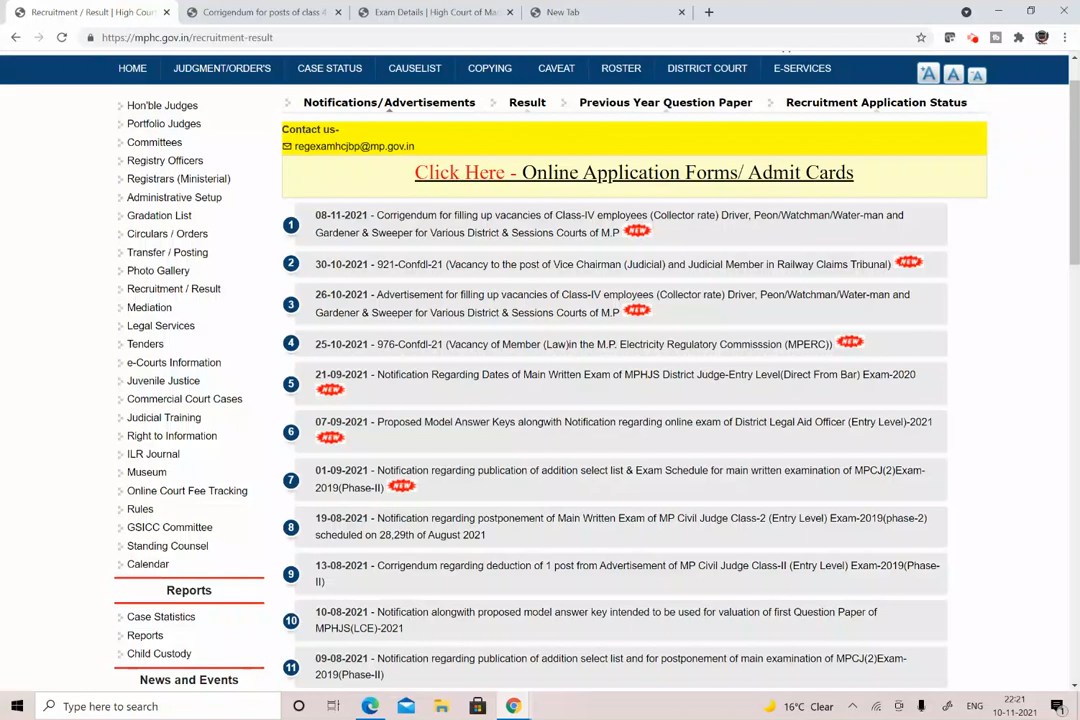 Recruitment / Result | High Cour
Corrigendum for posts of class 4
Exam Details | High Court of Mad
New Tab
https://mphc.gov.in/recruitment-result
HOME
JUDGMENT/ORDER'S
CASE STATUS
CAUSELIST
COPYING
CAVEAT
ROSTER
DISTRICT COURT
E-SERVICES
A
A
A
Hon'ble Judges
Portfolio Judges
Committees
Registry Officers
Registrars (Ministerial)
Administrative Setup
Gradation List
Circulars / Orders
Transfer / Posting
Photo Gallery
Recruitment / Result
Mediation
Legal Services
Tenders
e-Courts Information
Juvenile Justice
Commercial Court Cases
Judicial Training
Right to Information
ILR Journal
Museum
Online Court Fee Tracking
Rules
GSICC Committee
Standing Counsel
Calendar
Reports
Case Statistics
Reports
Child Custody
News and Events
Notifications/Advertisements
Result
Previous Year Question Paper
Recruitment Application Status
Contact us-
regexamhcjbp@mp.gov.in
Click Here - Online Application Forms/ Admit Cards
1 08-11-2021 - Corrigendum for filling up vacancies of Class-IV employees (Collector rate) Driver, Peon/Watchman/Water-man and
Gardener & Sweeper for Various District & Sessions Courts of M.P NEW
2 30-10-2021 - 921-Confdl-21 (Vacancy to the post of Vice Chairman (Judicial) and Judicial Member in Railway Claims Tribunal) NEW
3 26-10-2021 - Advertisement for filling up vacancies of Class-IV employees (Collector rate) Driver, Peon/Watchman/Water-man and
Gardener & Sweeper for Various District & Sessions Courts of M.P NEW
4 25-10-2021 - 976-Confdl-21 (Vacancy of Member (Law)in the M.P. Electricity Regulatory Commisssion (MPERC)) NEW
5 21-09-2021 - Notification Regarding Dates of Main Written Exam of MPHJS District Judge-Entry Level(Direct From Bar) Exam-2020
NEW
6 07-09-2021 - Proposed Model Answer Keys alongwith Notification regarding online exam of District Legal Aid Officer (Entry Level)-2021
NEW
7 01-09-2021 - Notification regarding publication of addition select list & Exam Schedule for main written examination of MPCJ(2)Exam-
2019(Phase-II) NEW
8 19-08-2021 - Notification regarding postponement of Main Written Exam of MP Civil Judge Class-2 (Entry Level) Exam-2019(phase-2)
scheduled on 28,29th of August 2021
9 13-08-2021 - Corrigendum regarding deduction of 1 post from Advertisement of MP Civil Judge Class-II (Entry Level) Exam-2019(Phase-
II)
10 10-08-2021 - Notification alongwith proposed model answer key intended to be used for valuation of first Question Paper of
MPHJS(LCE)-2021
11 09-08-2021 - Notification regarding publication of addition select list and for postponement of main examination of MPCJ(2)Exam-
2019(Phase-II)
Type here to search
16°C Clear
ENG
22:21
10-11-2021
1